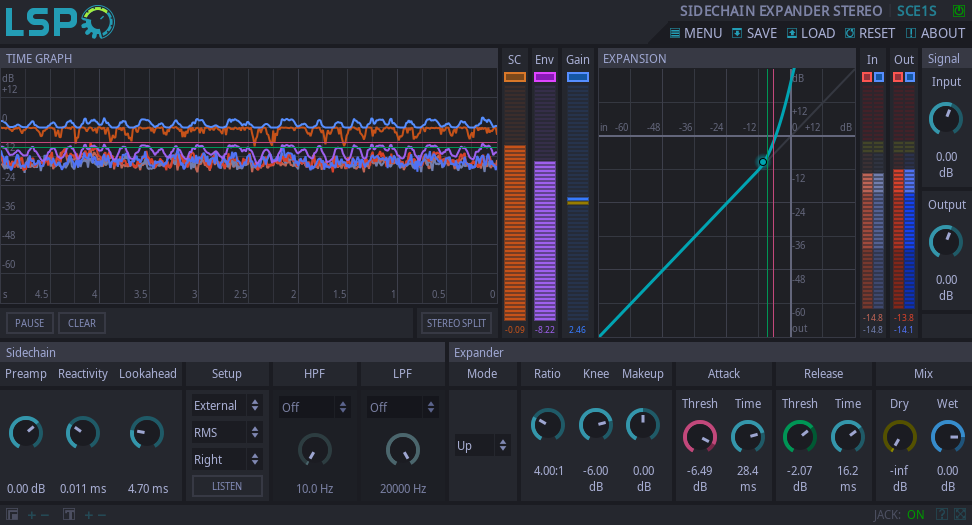 LSP
SIDECHAIN EXPANDER STEREO SCE1S
MENU SAVE LOAD RESET ABOUT
TIME GRAPH
SC Env Gain
EXPANSION
In Out
Signal
dB
+12
0
-12
-24
-36
-48
-60
s 4.5 4 3.5 3 2.5 2 1.5 1 0.5 0
-0.09 -8.22 2.46
dB
+12
in -60 -48 -36 -24 -12 0 +12 dB
-12
-24
-36
-48
-60
out
-14.8 -13.8
-14.8 -14.1
Input
0.00
dB
Output
0.00
dB
PAUSE CLEAR STEREO SPLIT
Sidechain
Expander
Preamp Reactivity Lookahead Setup HPF LPF
Mode Ratio Knee Makeup Attack Release Mix
External
RMS
Right
LISTEN
Off Off
Up
Thresh Time Thresh Time Dry Wet
0.00 dB 0.011 ms 4.70 ms 10.0 Hz 20000 Hz
4.00:1 -6.00 dB 0.00 dB -6.49 dB 28.4 ms -2.07 dB 16.2 ms -inf dB 0.00 dB
JACK: ON